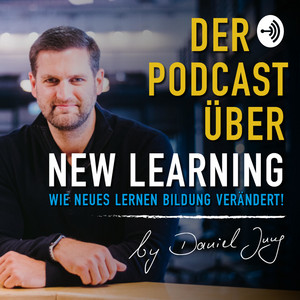 DER
PODCAST
ÜBER
NEW LEARNING
WIE NEUES LERNEN BILDUNG VERÄNDERT!
by Daniel Jung